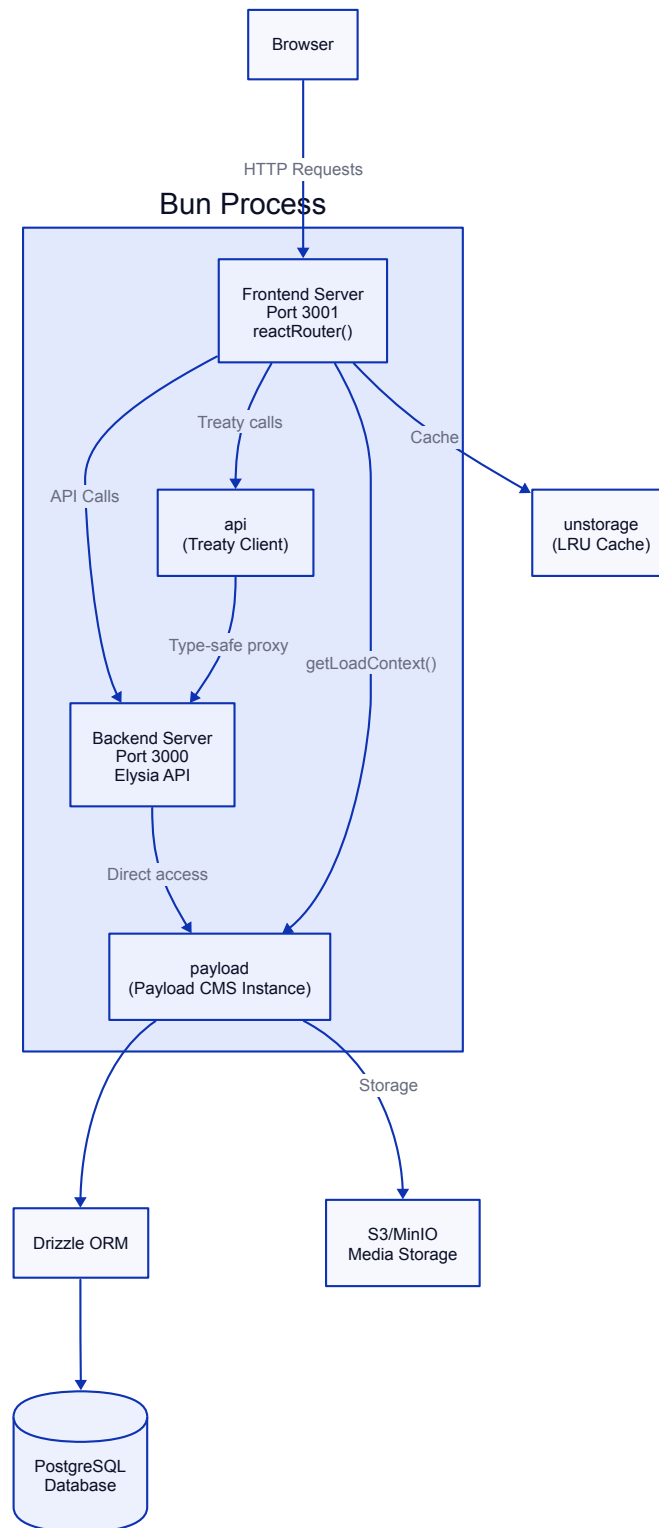 Browser
HTTP Requests
Bun Process
Frontend Server
Port 3001
reactRouter()
Treaty calls
Cache
API Calls
api
(Treaty Client)
unstorage
(LRU Cache)
Type-safe proxy
getLoadContext()
Backend Server
Port 3000
Elysia API
Direct access
payload
(Payload CMS Instance)
Storage
Drizzle ORM
S3/MinIO
Media Storage
PostgreSQL
Database